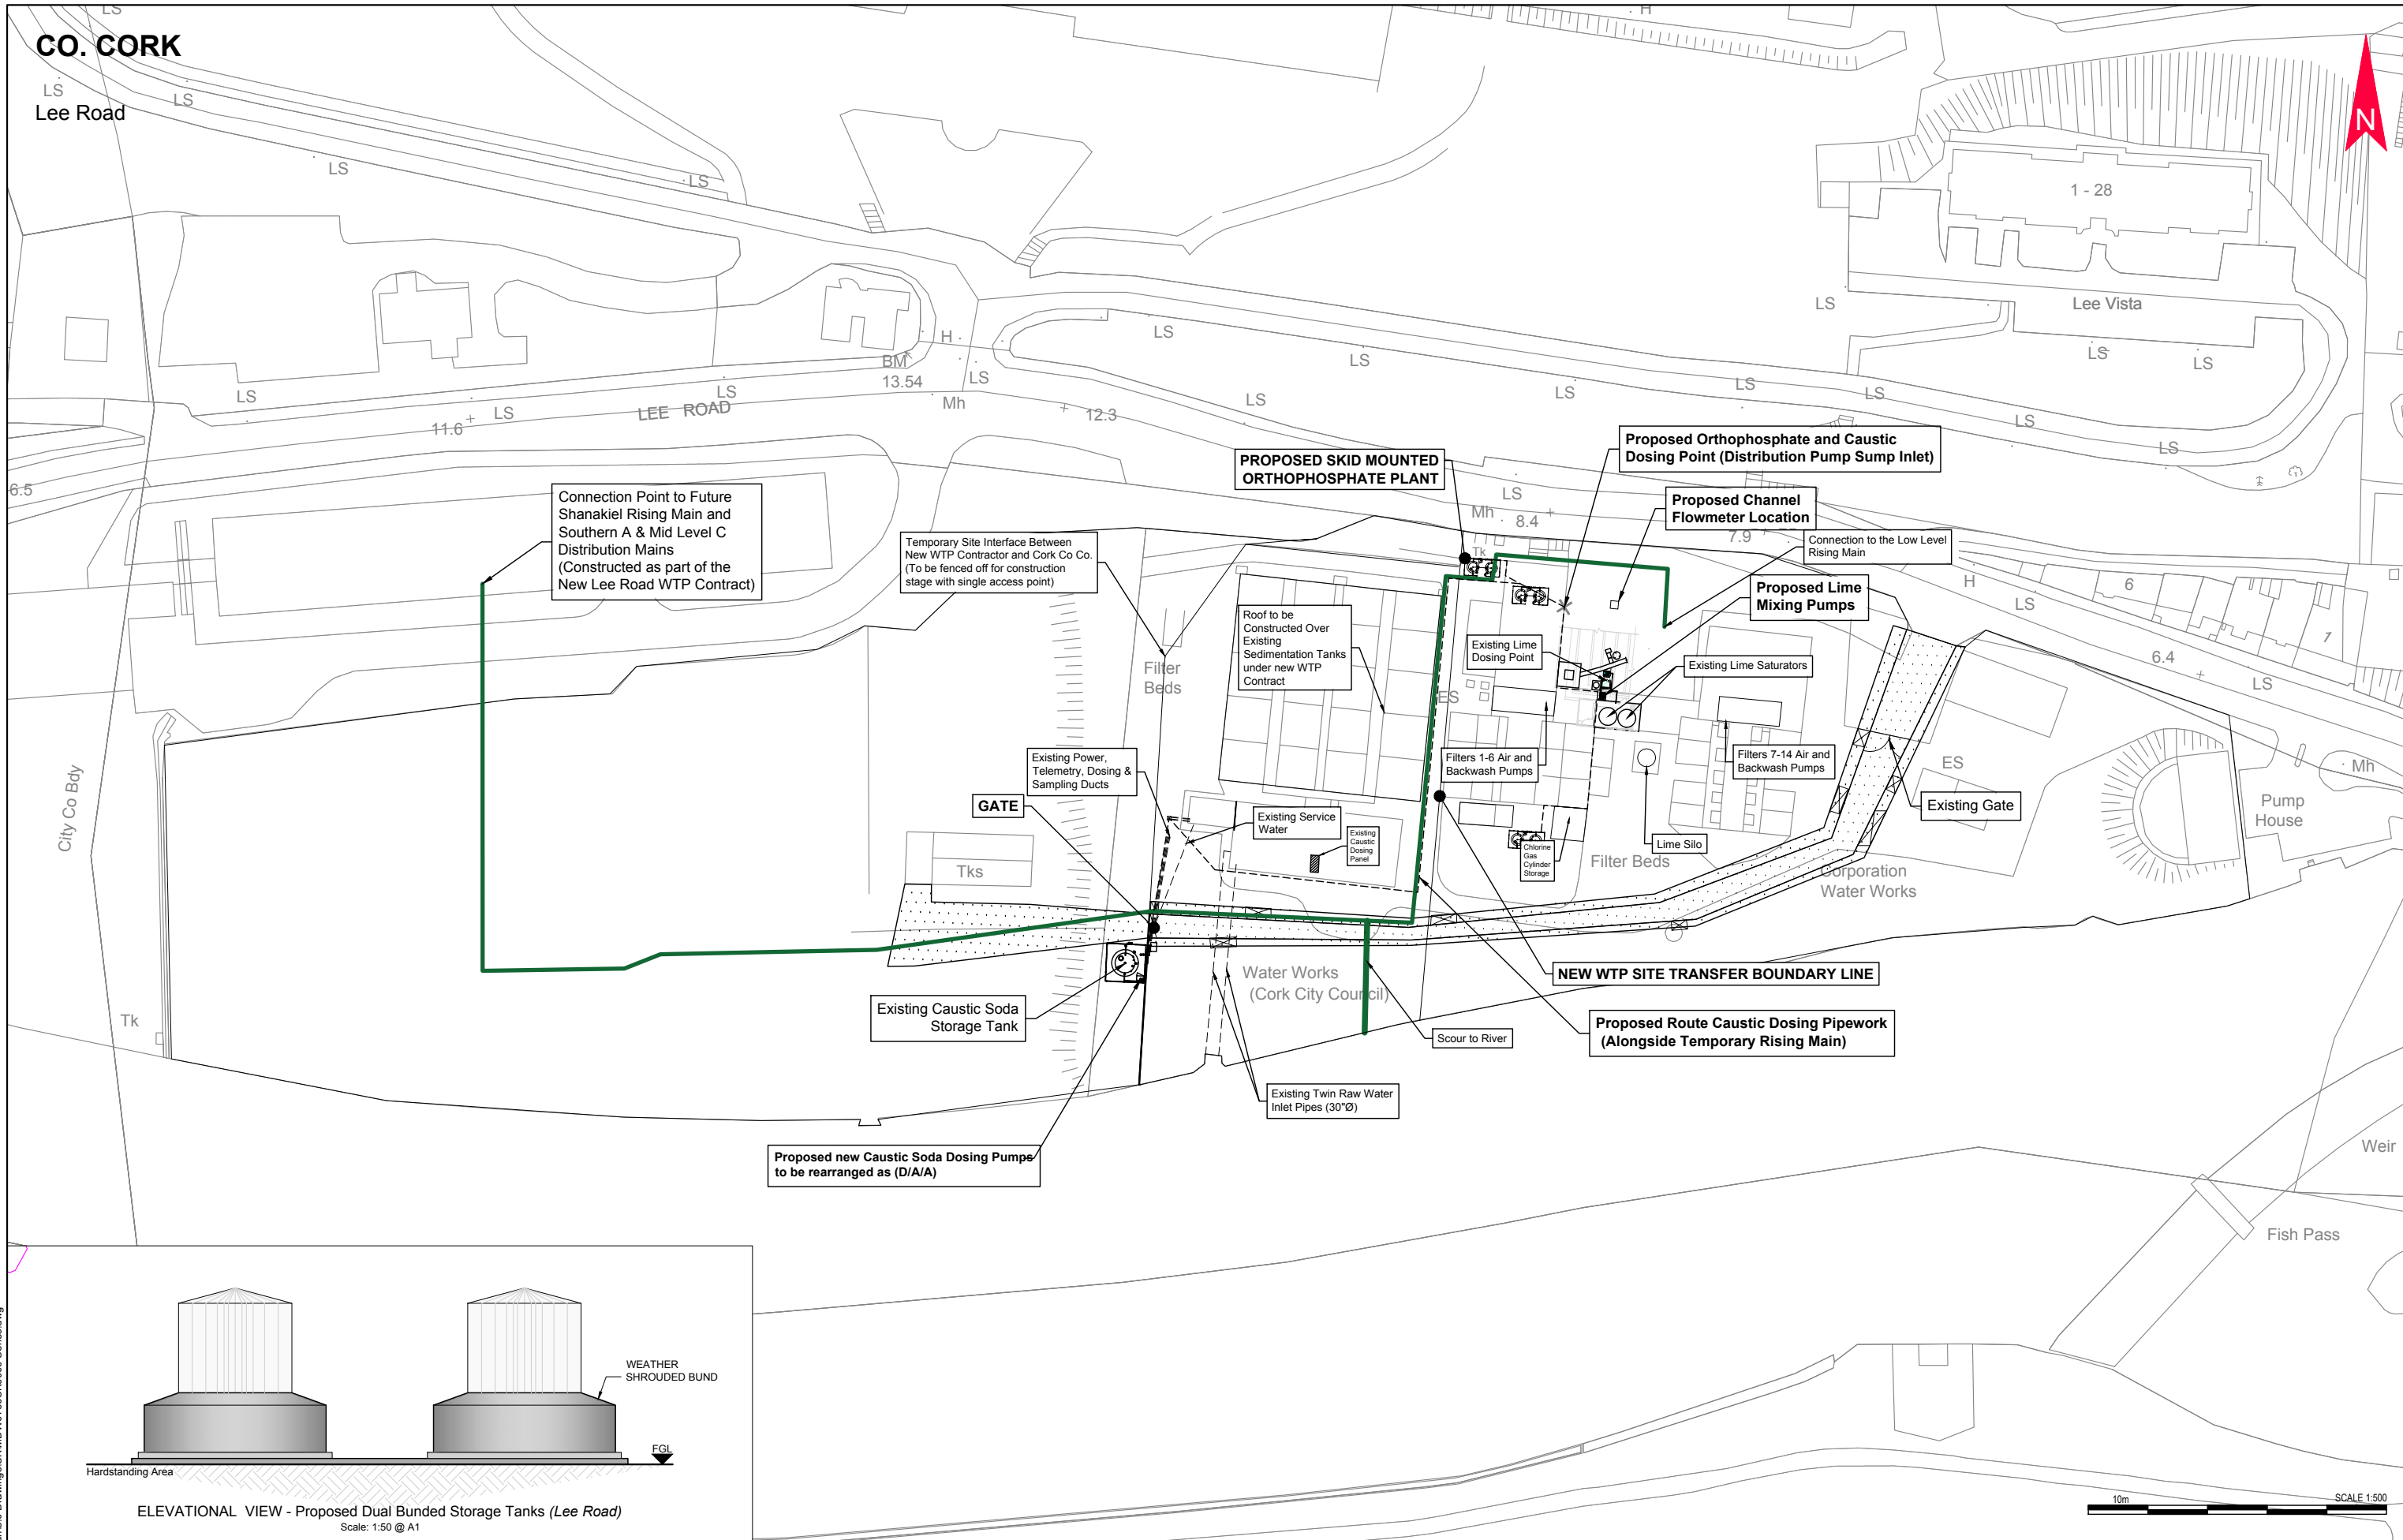 LS
H
CO. CORK
LS
LS
Lee Road
LS
LS
N
1 - 28
LS
Lee Vista
LS
LS
H
BM
13.54
LS
LS
LS
LS
LS
LS
LS
LS
LS
Mh
LEE ROAD
11.6
12.3
LS
LS
LS
LS
LS
6.5
Connection Point to Future
Shanakiel Rising Main and
Southern A & Mid Level C
Distribution Mains
(Constructed as part of the
New Lee Road WTP Contract)
PROPOSED SKID MOUNTED
ORTHOPHOSPHATE PLANT
Proposed Orthophosphate and Caustic
Dosing Point (Distribution Pump Sump Inlet)
LS
Mh
8.4
Tk
Proposed Channel
Flowmeter Location
7.9
Connection to the Low Level
Rising Main
Temporary Site Interface Between
New WTP Contractor and Cork Co Co.
(To be fenced off for construction
stage with single access point)
Proposed Lime
Mixing Pumps
H
LS
6
7
6.4
LS
Roof to be
Constructed Over
Existing
Sedimentation Tanks
under new WTP
Contract
Existing Lime
Dosing Point
Existing Lime Saturators
Filter
Beds
ES
Existing Power,
Telemetry, Dosing &
Sampling Ducts
Filters 1-6 Air and
Backwash Pumps
Filters 7-14 Air and
Backwash Pumps
ES
Mh
City Co Bdy
GATE
Existing Service
Water
Existing
Caustic
Dosing
Panel
Existing Gate
Pump
House
Chlorine
Gas
Cylinder
Storage
Lime Silo
Filter Beds
Tks
Corporation
Water Works
Water Works
(Cork City Council)
NEW WTP SITE TRANSFER BOUNDARY LINE
Existing Caustic Soda
Storage Tank
Tk
Scour to River
Proposed Route Caustic Dosing Pipework
(Alongside Temporary Rising Main)
Existing Twin Raw Water
Inlet Pipes (30"Ø)
Proposed new Caustic Soda Dosing Pumps
to be rearranged as (D/A/A)
Weir
Fish Pass
WEATHER
SHROUDED BUND
FGL
Hardstanding Area
ELEVATIONAL VIEW - Proposed Dual Bunded Storage Tanks (Lee Road)
Scale: 1:50 @ A1
10m
SCALE 1:500